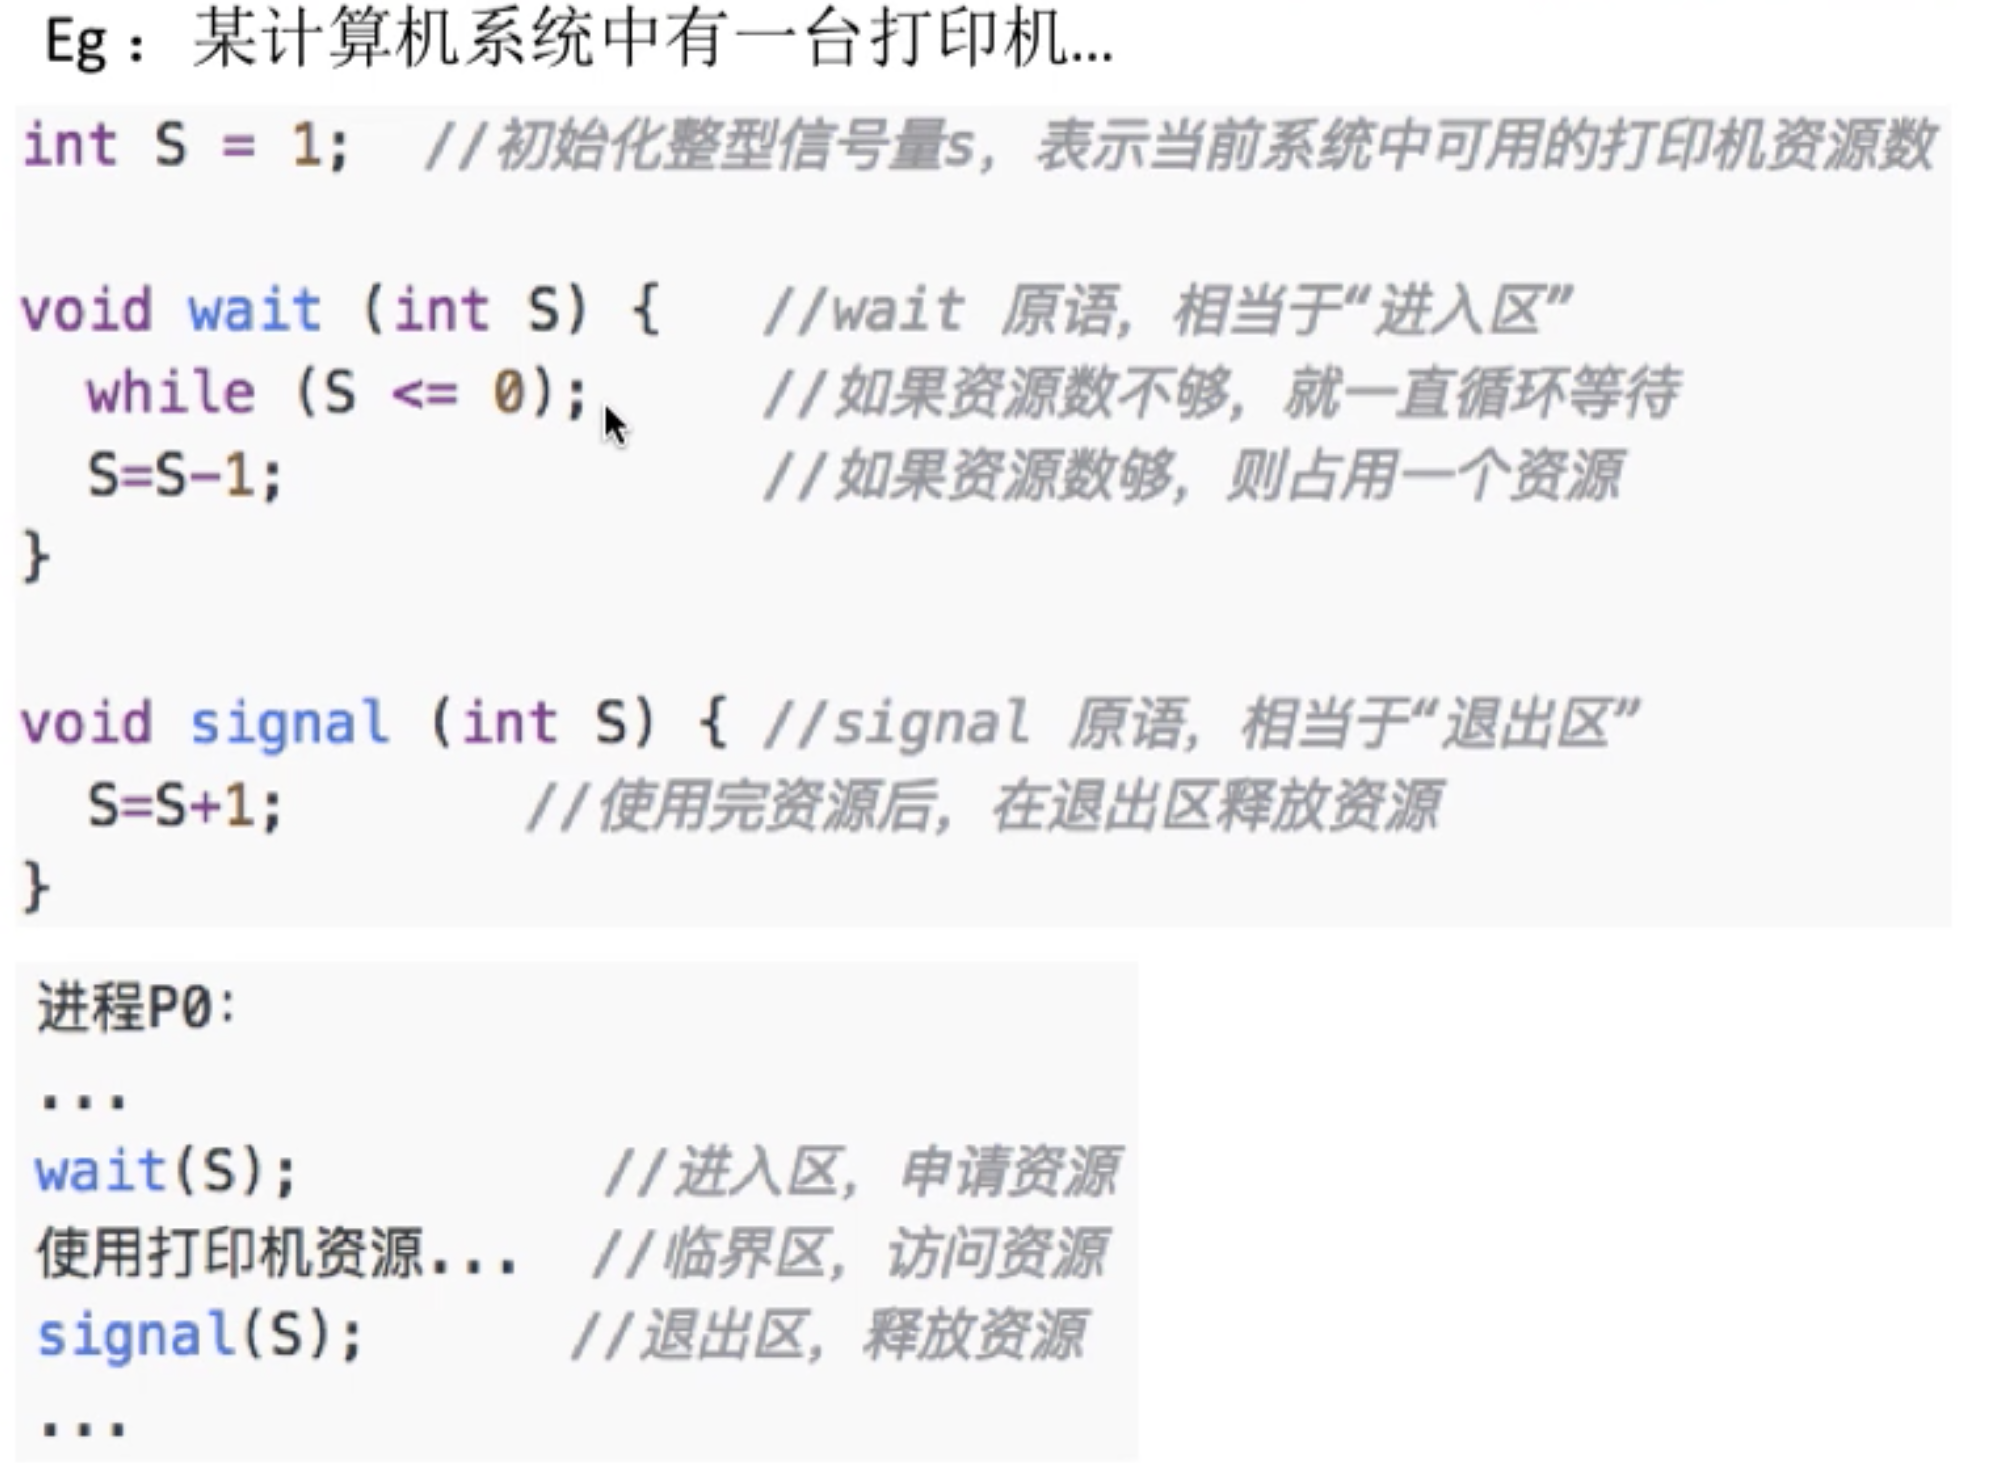 Eg：某计算机系统中有一台打印机...
int S = 1;  //初始化整型信号量s，表示当前系统中可用的打印机资源数
void wait (int S) {   //wait 原语，相当于“进入区”
while (S <= 0);   //如果资源数不够，就一直循环等待
S=S-1;   //如果资源数够，则占用一个资源
}
void signal (int S) { //signal 原语，相当于“退出区”
S=S+1;   //使用完资源后，在退出区释放资源
}
进程P0:
...
wait(S);   //进入区，申请资源
使用打印机资源...   //临界区，访问资源
signal(S);   //退出区，释放资源
...